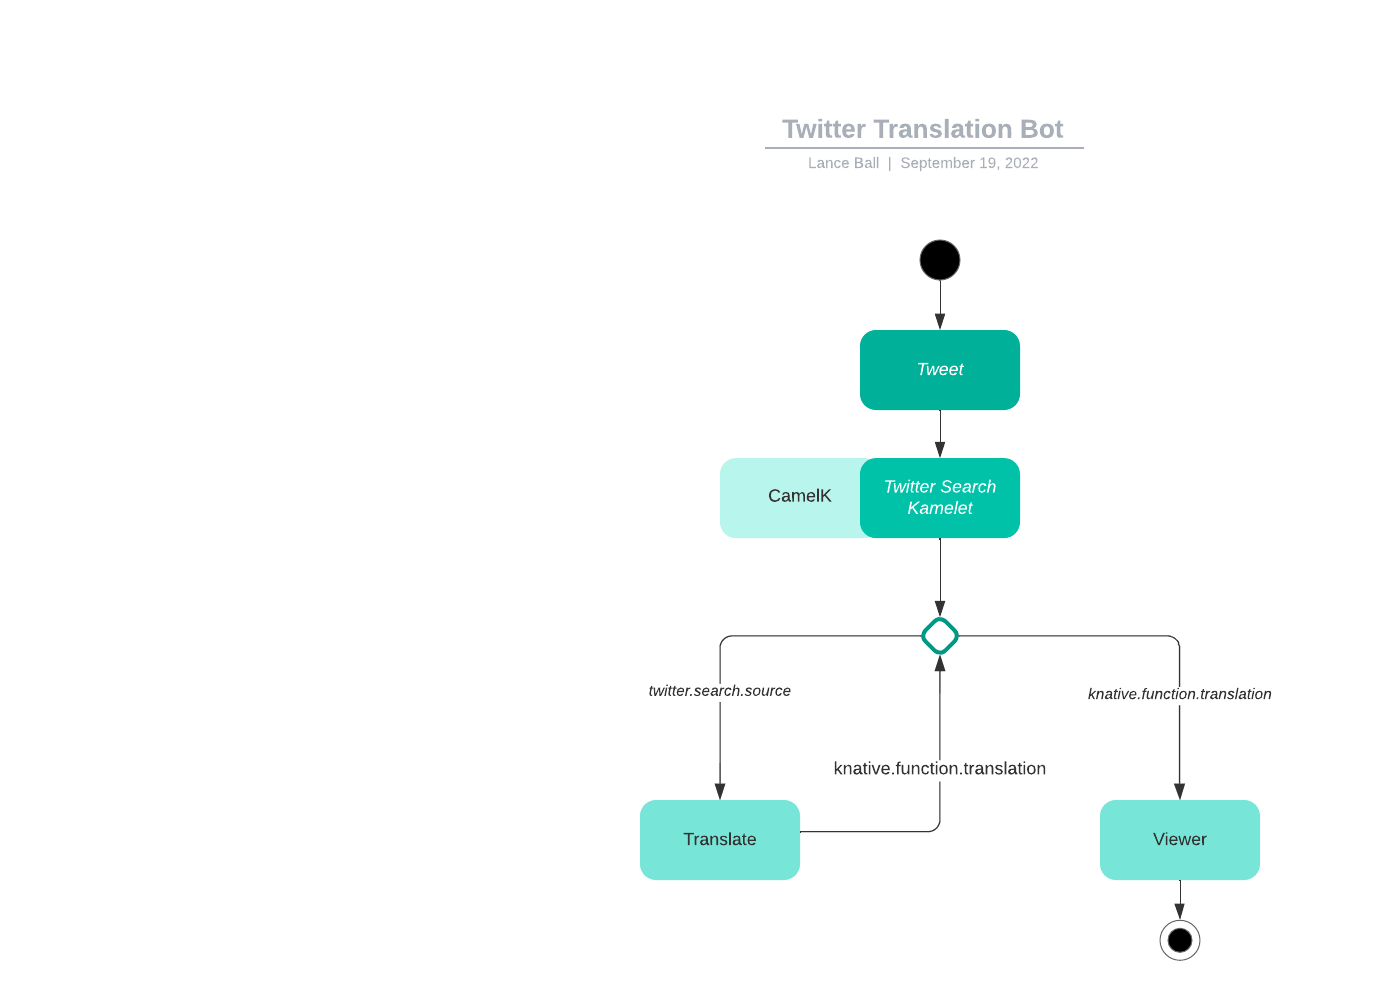 Twitter Translation Bot
Lance Ball | September 19, 2022
Tweet
CamelK
Twitter Search
Kamelet
twitter.search.source
knative.function.translation
knative.function.translation
Translate
Viewer